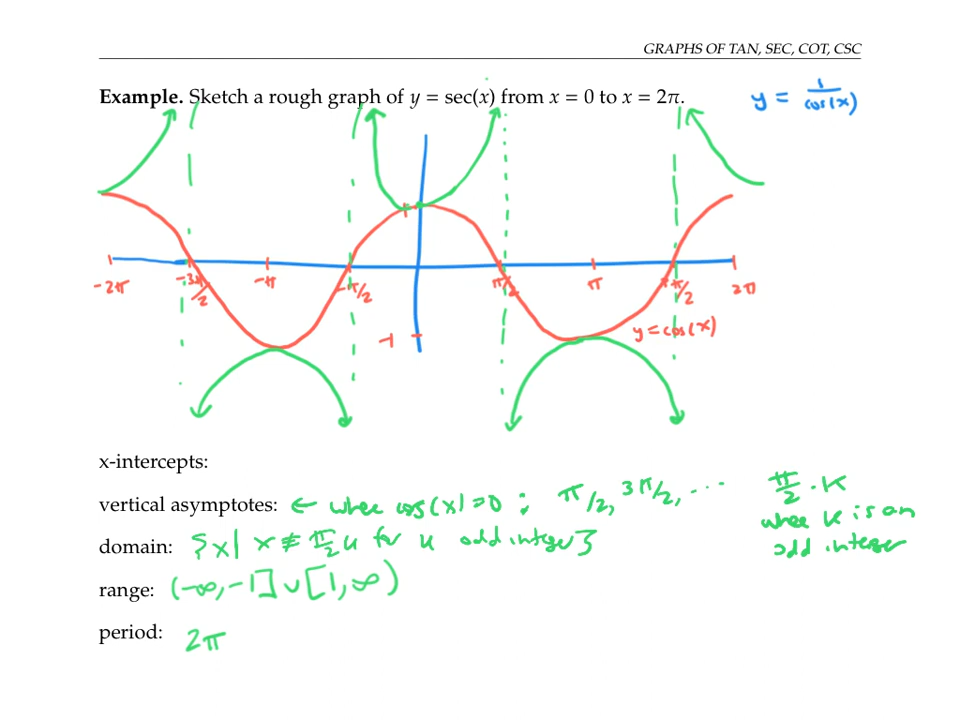 GRAPHS OF TAN, SEC, COT, CSC
Example. Sketch a rough graph of y = sec(x) from x = 0 to x = 2π.
y = 1/cos(x)
-2π -3π/2 -π -π/2 π/2 π 3π/2 2π
-1
y = cos(x)
x-intercepts:
vertical asymptotes: ← where cos(x) = 0 : π/2, 3π/2, ... π/2 · k
where k is an
odd integer
domain: {x | x ≠ π/2 k for k odd integer}
range: (-∞, -1] ∪ [1, ∞)
period: 2π